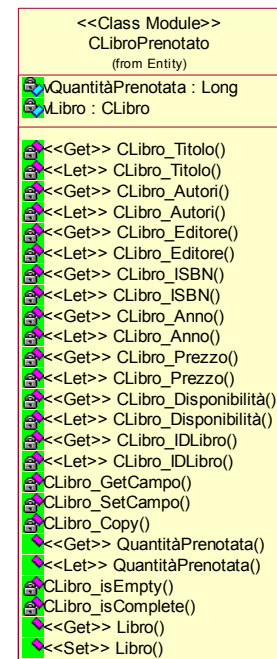 <<Class Module>>
CLibroPrenotato
(from Entity)
vQuantitàPrenotata : Long
vLibro : CLibro
<<Get>> CLibro_Titolo()
<<Let>> CLibro_Titolo()
<<Get>> CLibro_Autori()
<<Let>> CLibro_Autori()
<<Get>> CLibro_Editore()
<<Let>> CLibro_Editore()
<<Get>> CLibro_ISBN()
<<Let>> CLibro_ISBN()
<<Get>> CLibro_Anno()
<<Let>> CLibro_Anno()
<<Get>> CLibro_Prezzo()
<<Let>> CLibro_Prezzo()
<<Get>> CLibro_Disponibilità()
<<Let>> CLibro_Disponibilità()
<<Get>> CLibro_IDLibro()
<<Let>> CLibro_IDLibro()
CLibro_GetCampo()
CLibro_SetCampo()
CLibro_Copy()
<<Get>> QuantitàPrenotata()
<<Let>> QuantitàPrenotata()
CLibro_isEmpty()
CLibro_isComplete()
<<Get>> Libro()
<<Set>> Libro()